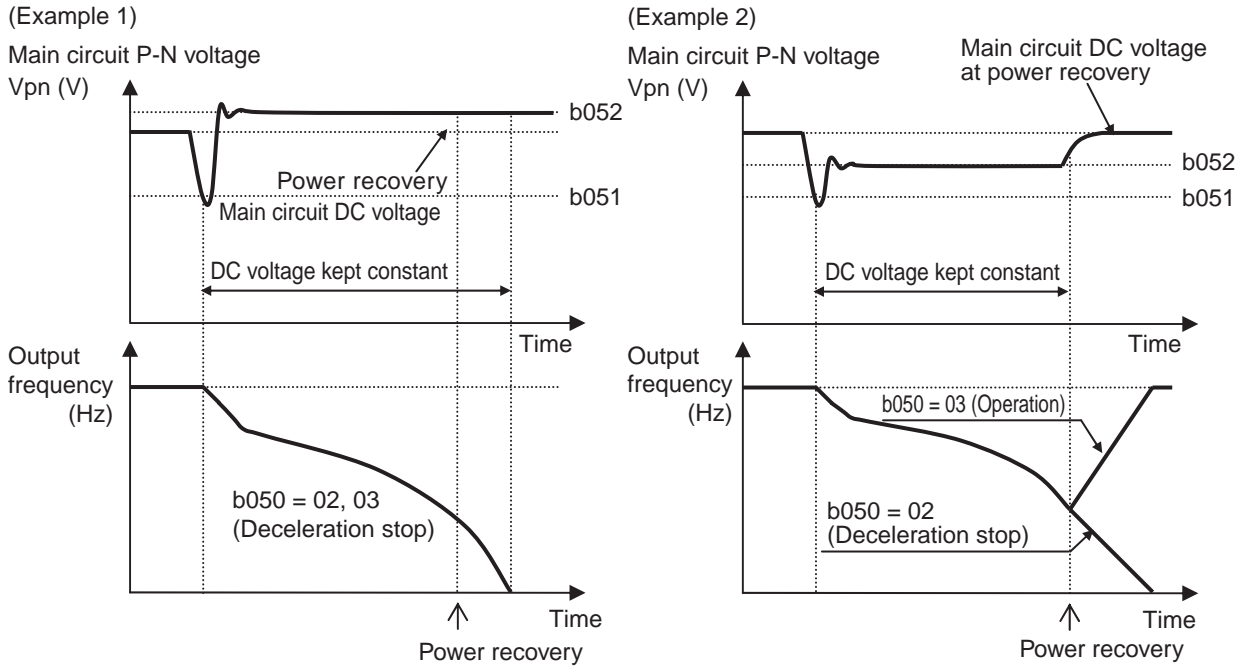 (Example 1)
Main circuit P-N voltage
Vpn (V)
b052
Power recovery
Main circuit DC voltage
b051
DC voltage kept constant
Time
Output
frequency
(Hz)
b050 = 02, 03
(Deceleration stop)
Time
Power recovery
(Example 2)
Main circuit P-N voltage
Vpn (V)
Main circuit DC voltage
at power recovery
b052
b051
DC voltage kept constant
Time
Output
frequency
(Hz)
b050 = 03 (Operation)
b050 = 02
(Deceleration stop)
Time
Power recovery